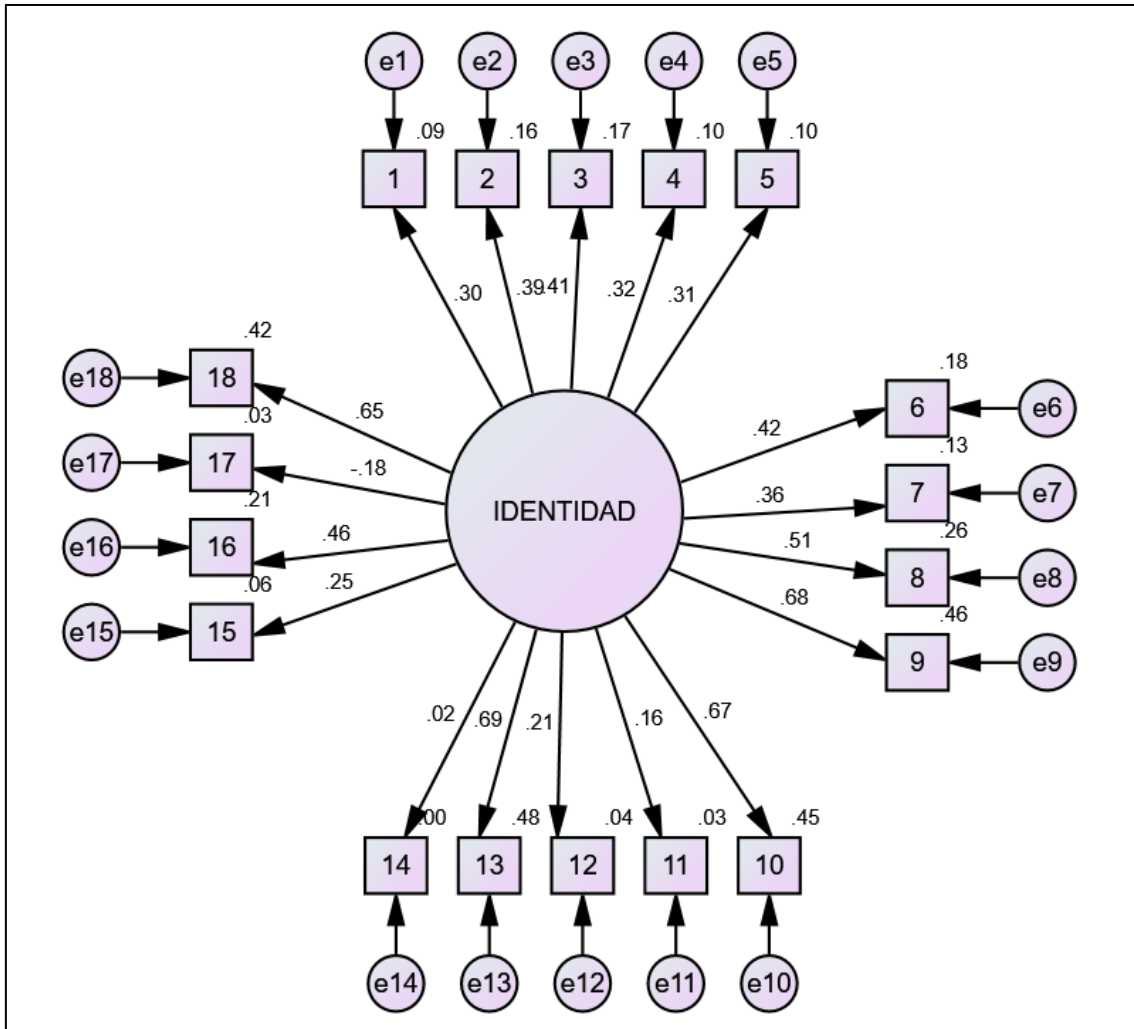 e1 e2 e3 e4 e5
.09 .16 .17 .10 .10
1 2 3 4 5
.30 .39 .41 .32 .31
.42
e18 18
.65
.03
e17 17
-.18
.21
e16 16
.46
.06
e15 15
.25
IDENTIDAD
.18
.42 6 e6
.13
.36 7 e7
.26
.51 8 e8
.46
.68 9 e9
.02 .69 .21 .16 .67
.00 .48 .04 .03 .45
14 13 12 11 10
e14 e13 e12 e11 e10